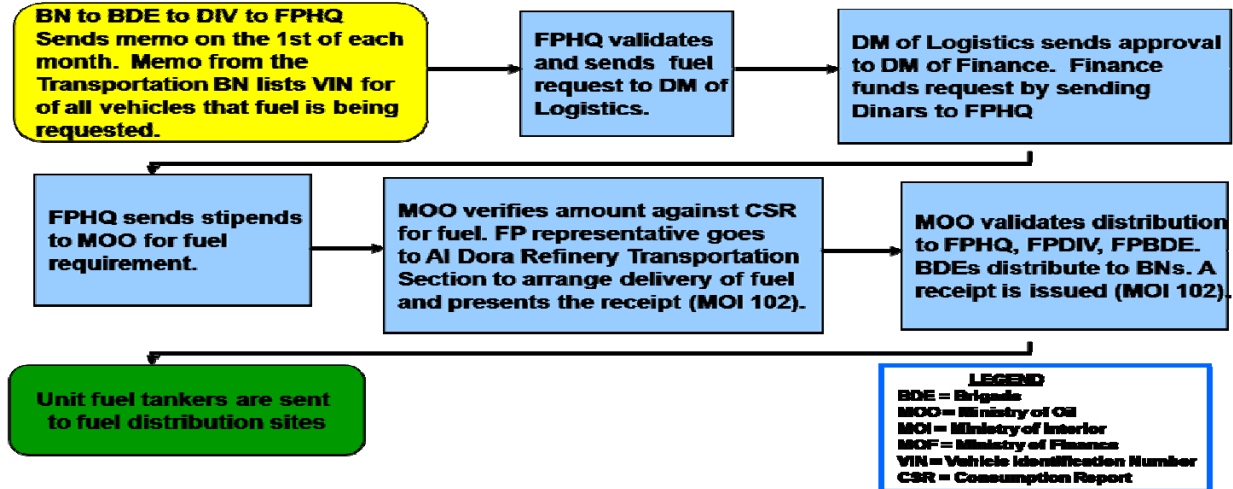 BN to BDE to DIV to FPHQ
Sends memo on the 1st of each
month. Memo from the
Transportation BN lists VIN for
of all vehicles that fuel is being
requested.
FPHQ validates
and sends fuel
request to DM of
Logistics.
DM of Logistics sends approval
to DM of Finance. Finance
funds request by sending
Dinars to FPHQ
FPHQ sends stipends
to MOO for fuel
requirement.
MOO verifies amount against CSR
for fuel. FP representative goes
to Al Dora Refinery Transportation
Section to arrange delivery of fuel
and presents the receipt (MOI 102).
MOO validates distribution
to FPHQ, FPDIV, FPBDE.
BDEs distribute to BNs. A
receipt is issued (MOI 102).
Unit fuel tankers are sent
to fuel distribution sites
LEGEND
BDE = Brigade
MOO = Ministry of Oil
MOI = Ministry of Interior
MOF = Ministry of Finance
VIN = Vehicle Identification Number
CSR = Consumption Report